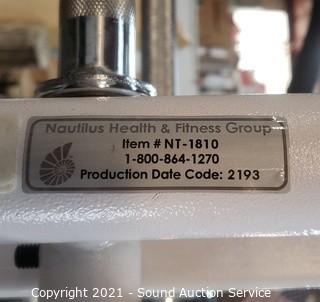 Nautilus Health & Fitness Group
Item # NT-1810
1-800-864-1270
Production Date Code: 2193
Copyright © 2021 - Sound Auction Service